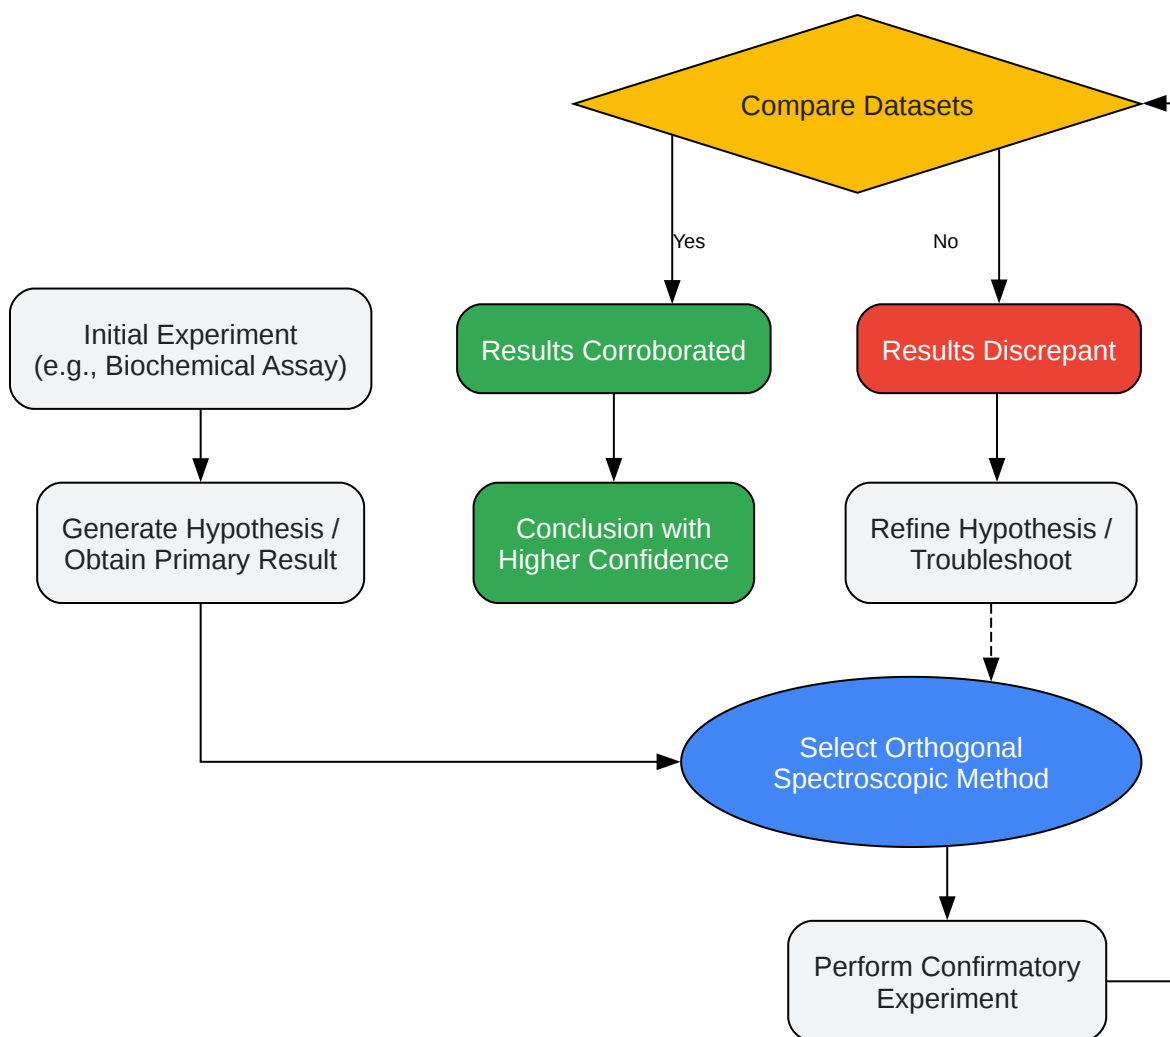 Compare Datasets
Yes
No
Initial Experiment
(e.g., Biochemical Assay)
Results Corroborated
Results Discrepant
Generate Hypothesis /
Obtain Primary Result
Conclusion with
Higher Confidence
Refine Hypothesis /
Troubleshoot
Select Orthogonal
Spectroscopic Method
Perform Confirmatory
Experiment